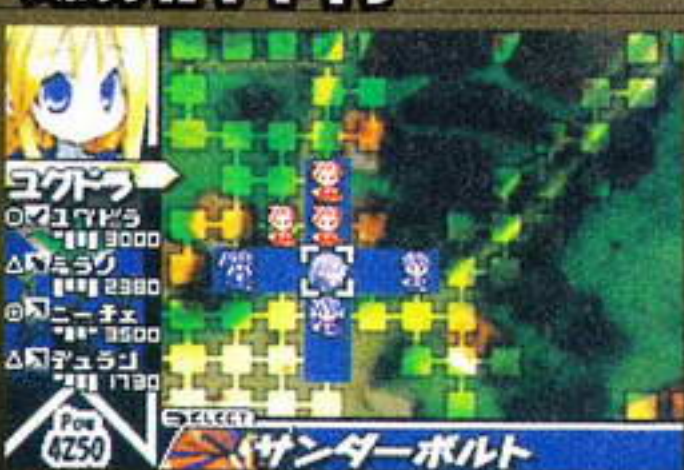 ユグドラ
ユグドラ
3000
ミラノ
2380
ニーチェ
3500
デュラン
1730
Pow
4250
SELECT
サンダーボルト